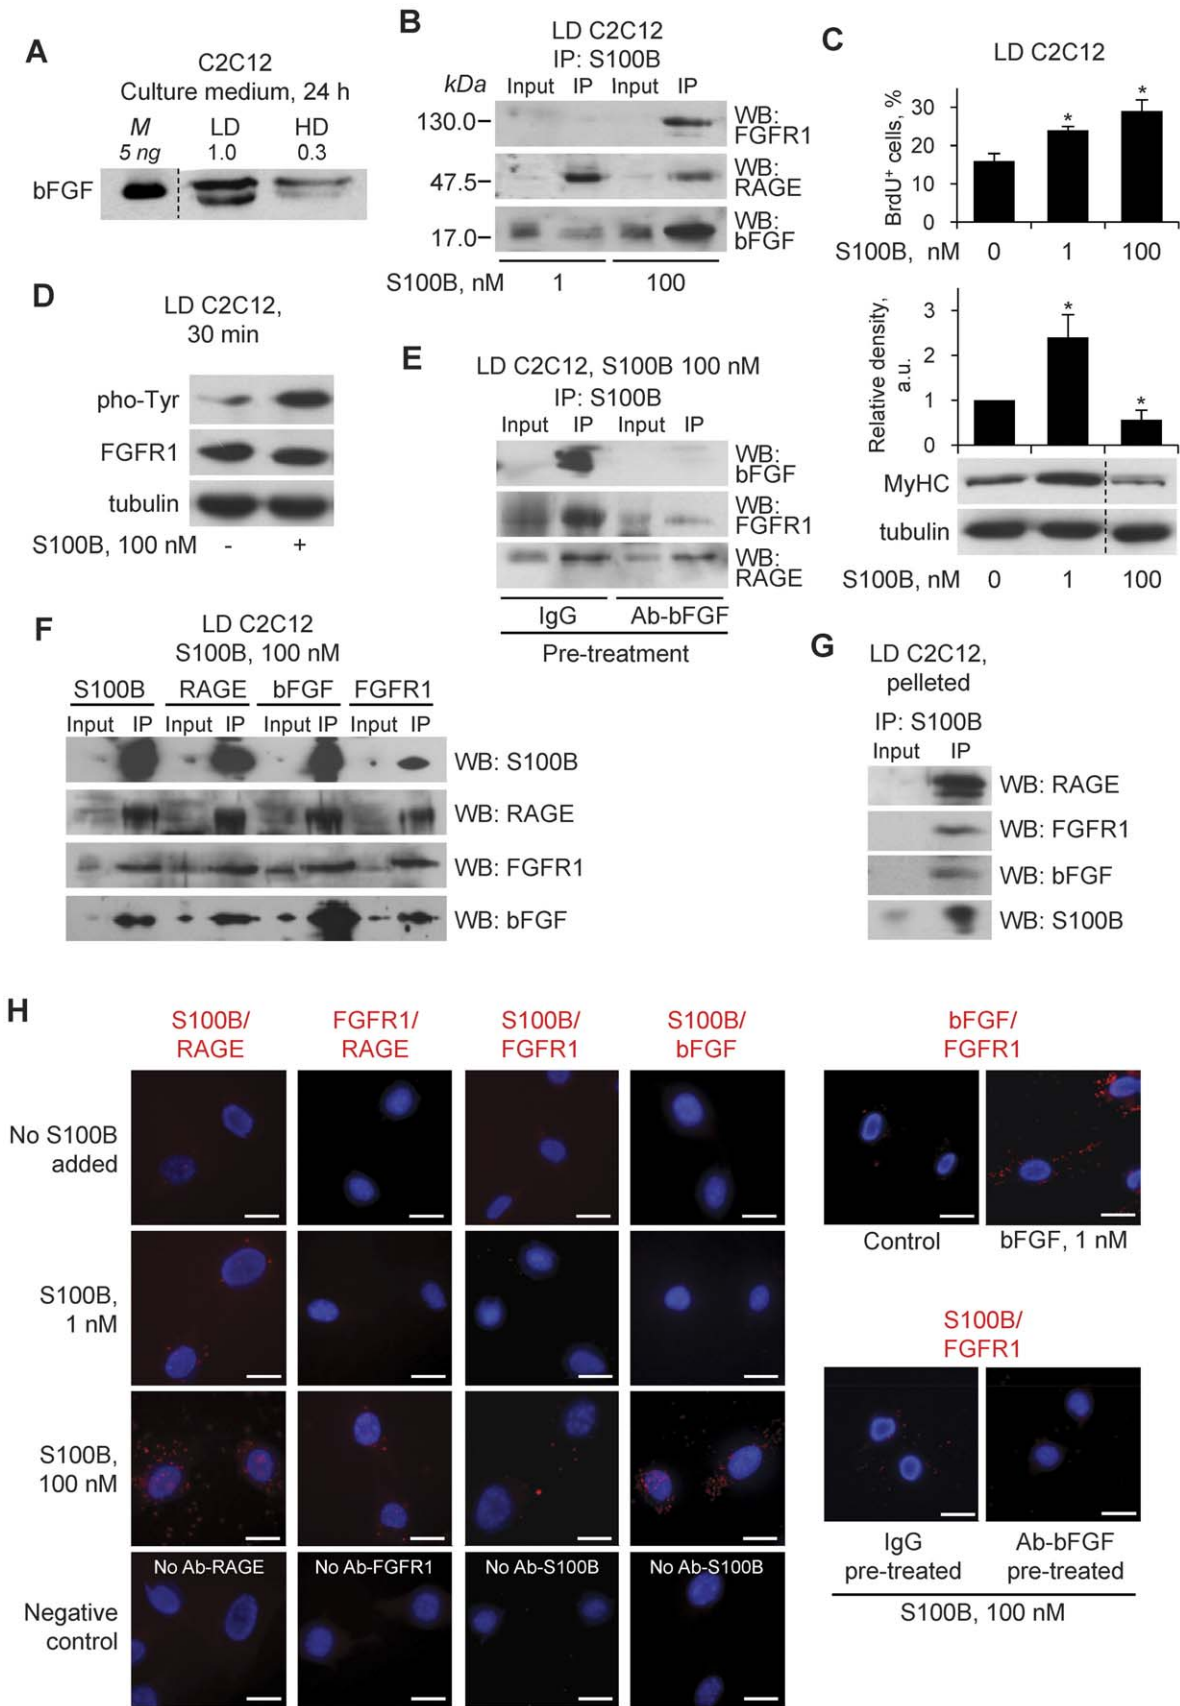 A
C2C12
Culture medium, 24 h
M LD HD
5 ng 1.0 0.3
bFGF
B
LD C2C12
IP: S100B
kDa Input IP Input IP
130.0– WB: FGFR1
47.5– WB: RAGE
17.0– WB: bFGF
S100B, nM 1 100
C
LD C2C12
BrdU+ cells, %
30
20
10
0
* *
S100B, nM 0 1 100
Relative density, a.u.
3
2
1
0
* *
MyHC
tubulin
S100B, nM 0 1 100
D
LD C2C12,
30 min
pho-Tyr
FGFR1
tubulin
S100B, 100 nM - +
E
LD C2C12, S100B 100 nM
IP: S100B
Input IP Input IP
WB: bFGF
WB: FGFR1
WB: RAGE
IgG Ab-bFGF
Pre-treatment
F
LD C2C12
S100B, 100 nM
S100B RAGE bFGF FGFR1
Input IP Input IP Input IP Input IP
WB: S100B
WB: RAGE
WB: FGFR1
WB: bFGF
G
LD C2C12,
pelleted
IP: S100B
Input IP
WB: RAGE
WB: FGFR1
WB: bFGF
WB: S100B
H
S100B/ FGFR1/ S100B/ S100B/
RAGE RAGE FGFR1 bFGF
No S100B
added
S100B,
1 nM
S100B,
100 nM
No Ab-RAGE No Ab-FGFR1 No Ab-S100B No Ab-S100B
Negative
control
bFGF/
FGFR1
Control bFGF, 1 nM
S100B/
FGFR1
IgG Ab-bFGF
pre-treated pre-treated
S100B, 100 nM